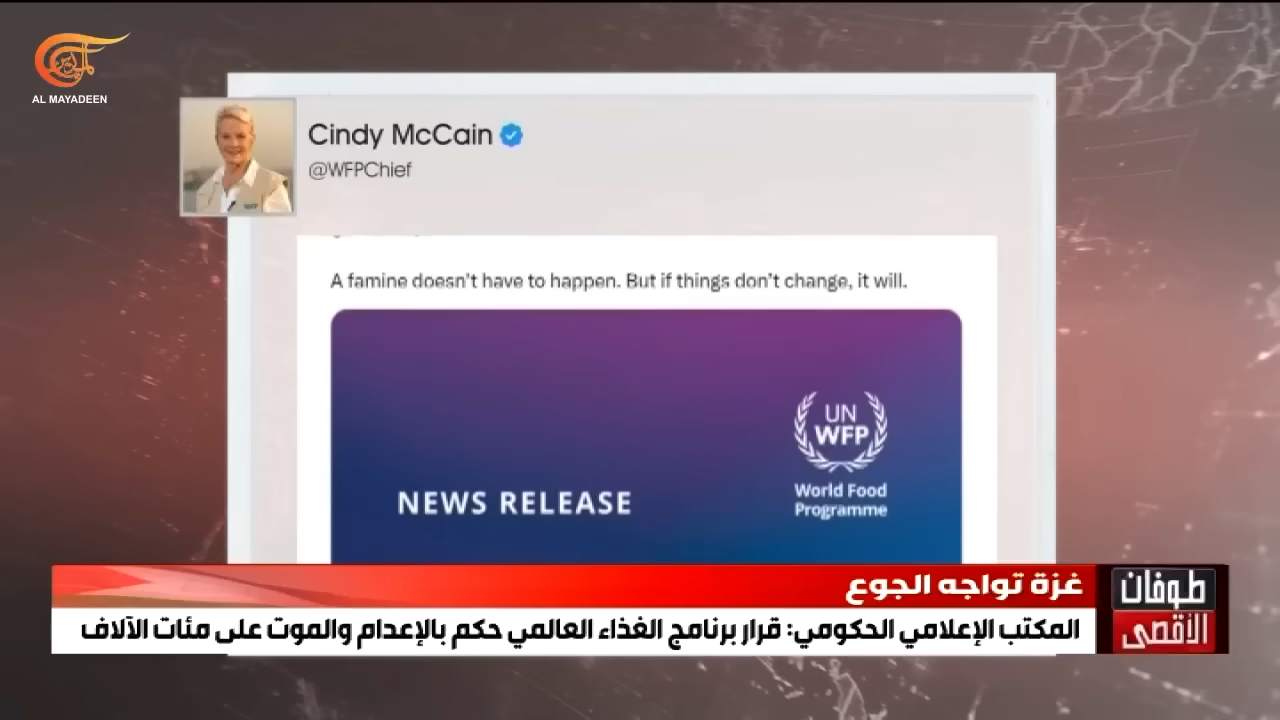 الميادين
AL MAYADEEN
Cindy McCain
@WFPChief
A famine doesn't have to happen. But if things don't change, it will.
UN
WFP
World Food
Programme
NEWS RELEASE
غزة تواجه الجوع
المكتب الإعلامي الحكومي: قرار برنامج الغذاء العالمي حكم بالإعدام والموت على مئات الآلاف
طوفان
الأقصى